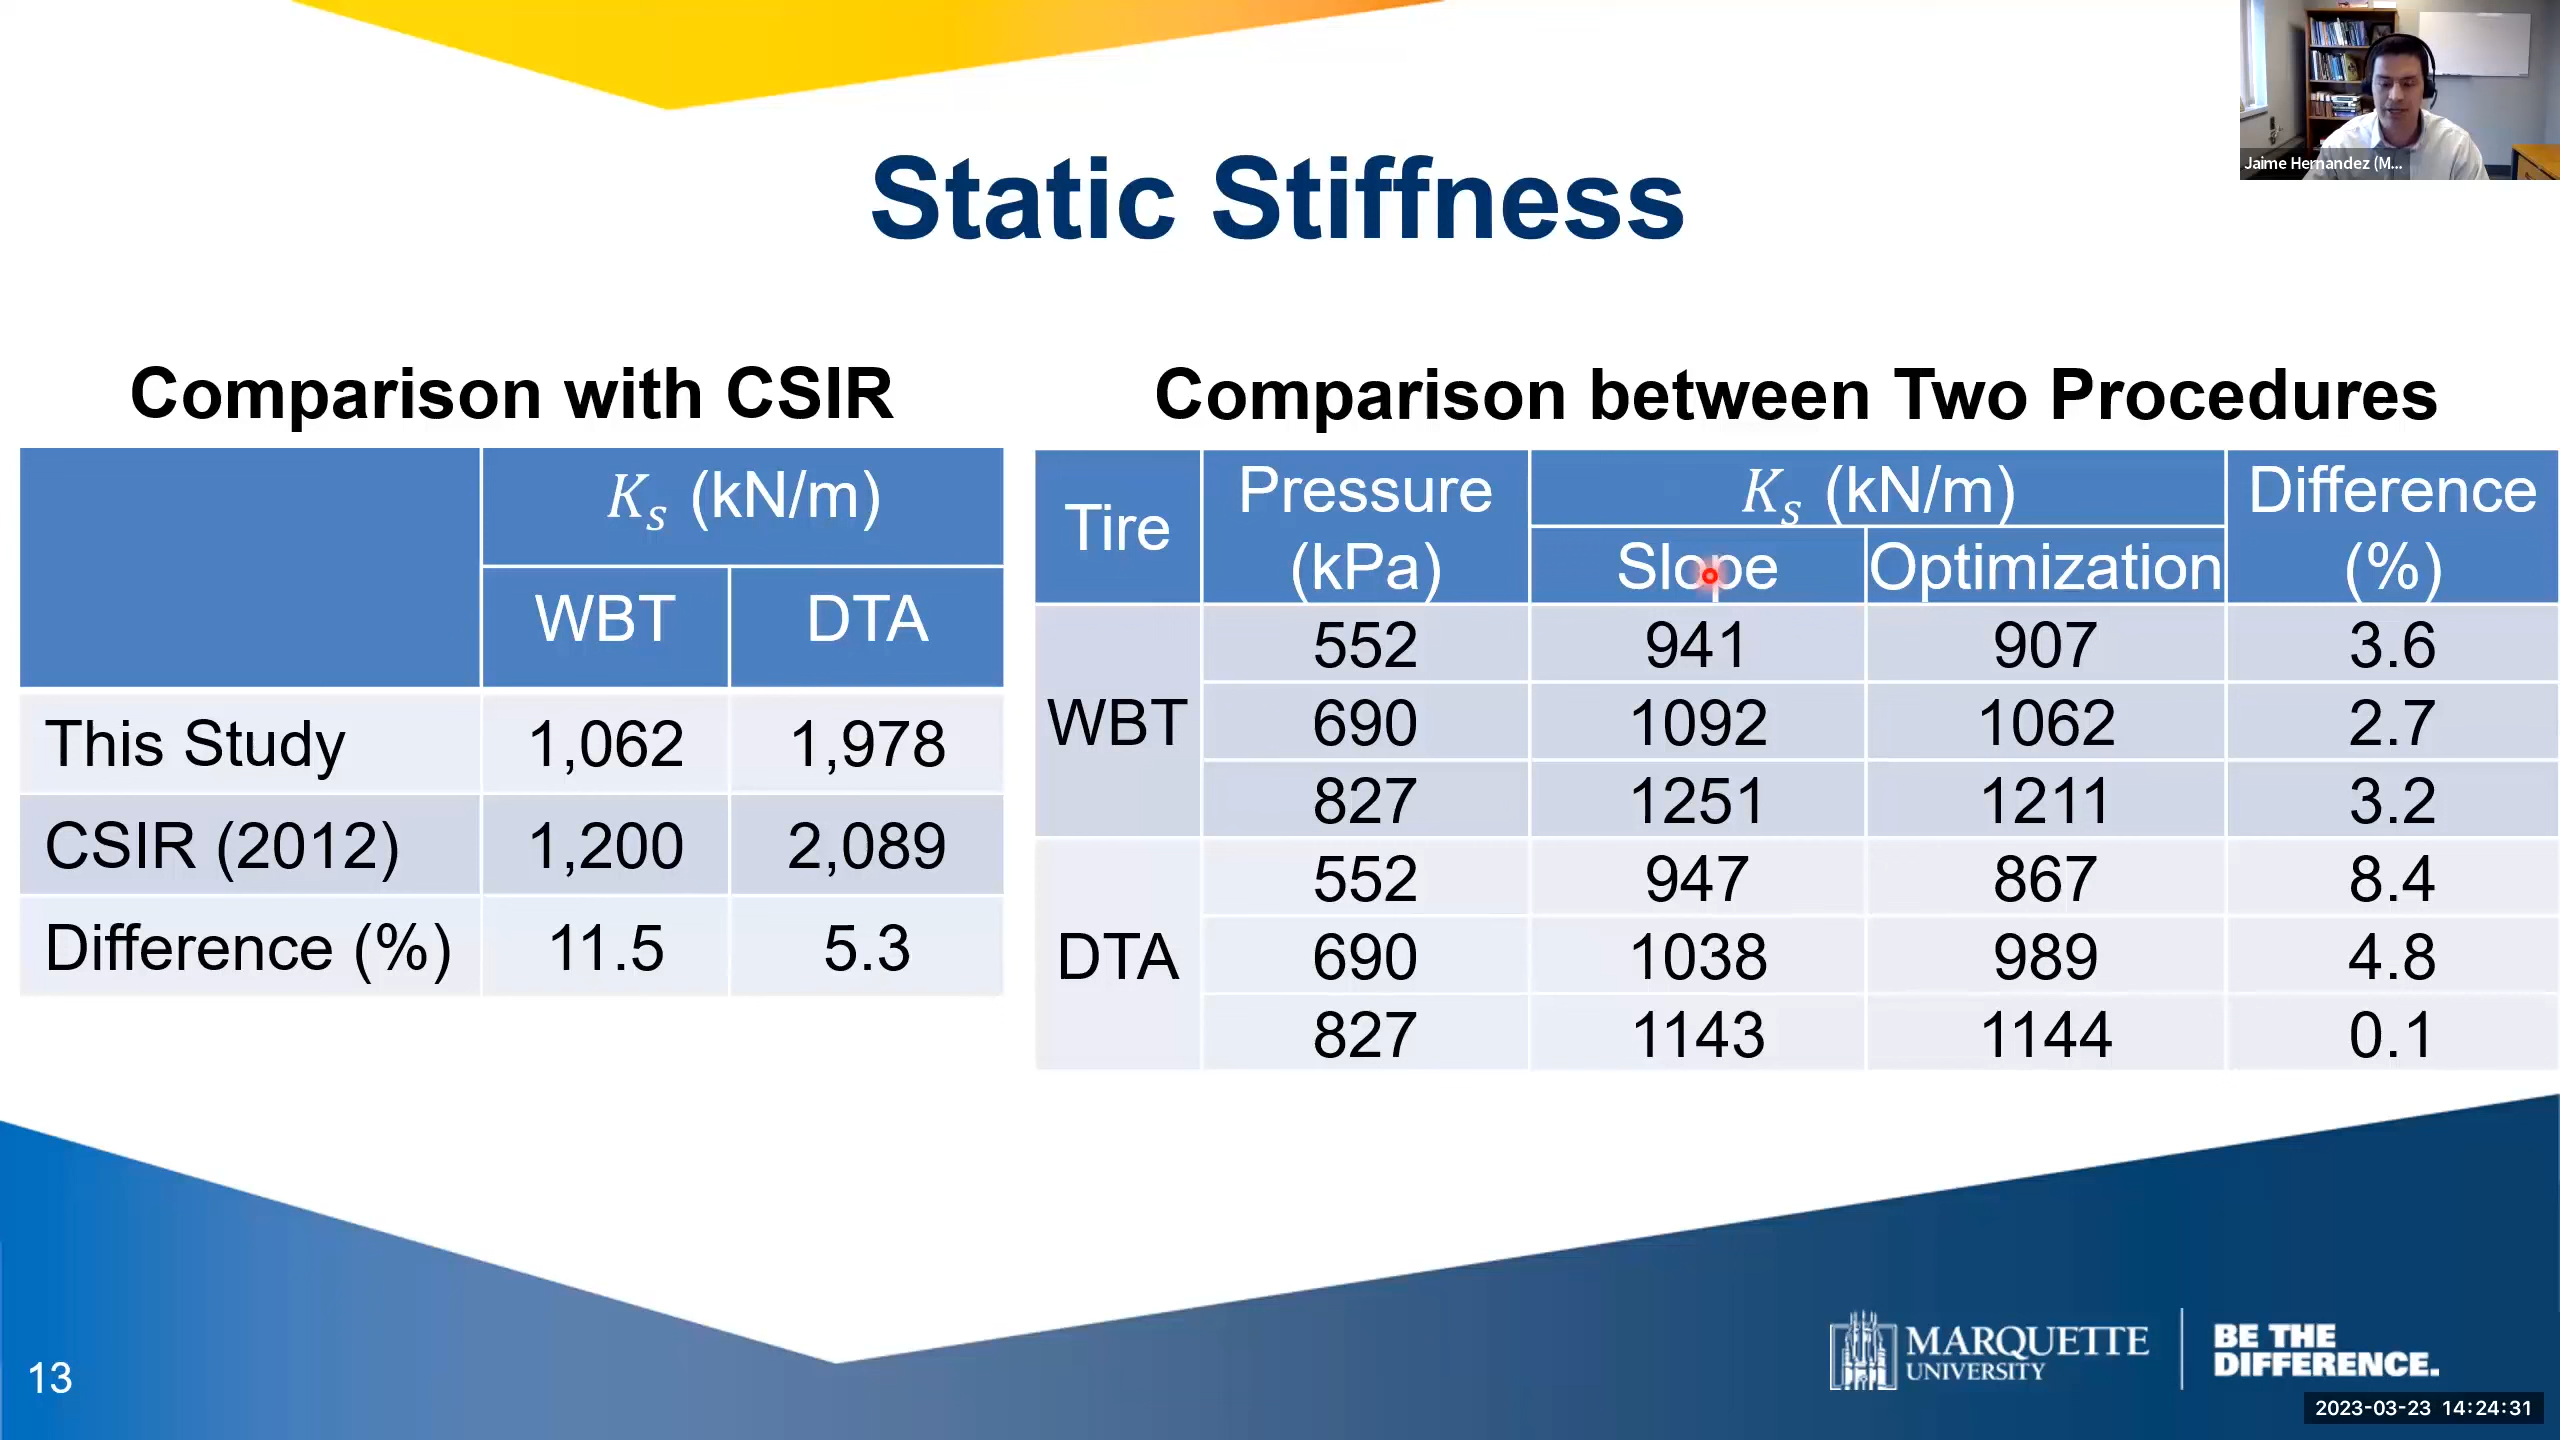 Jaime Hernandez (M...
Static Stiffness
Comparison with CSIR
K_s (kN/m)
WBT DTA
This Study 1,062 1,978
CSIR (2012) 1,200 2,089
Difference (%) 11.5 5.3
Comparison between Two Procedures
Tire Pressure (kPa) K_s (kN/m) Difference (%)
Slope Optimization
WBT 552 941 907 3.6
690 1092 1062 2.7
827 1251 1211 3.2
DTA 552 947 867 8.4
690 1038 989 4.8
827 1143 1144 0.1
13
MARQUETTE
UNIVERSITY
BE THE
DIFFERENCE.
2023-03-23 14:24:31